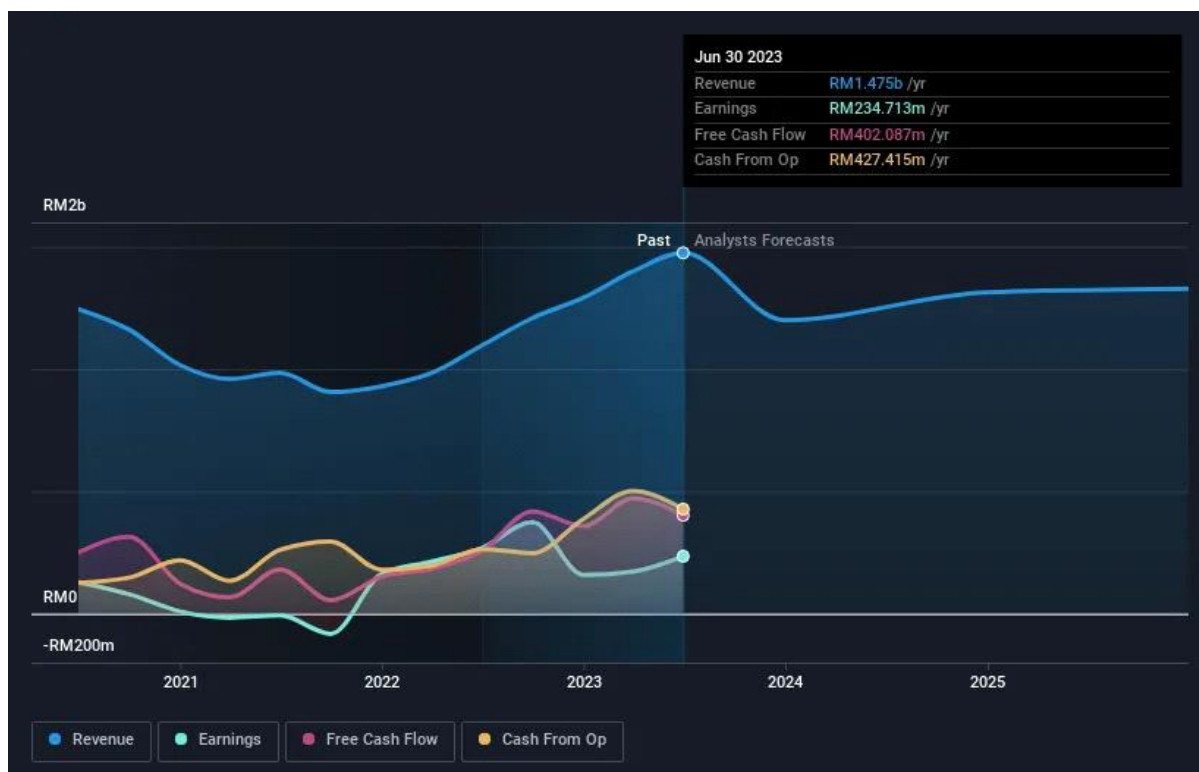 Jun 30 2023
Revenue RM1.475b /yr
Earnings RM234.713m /yr
Free Cash Flow RM402.087m /yr
Cash From Op RM427.415m /yr
RM2b
Past Analysts Forecasts
RM0
-RM200m
2021 2022 2023 2024 2025
Revenue Earnings Free Cash Flow Cash From Op